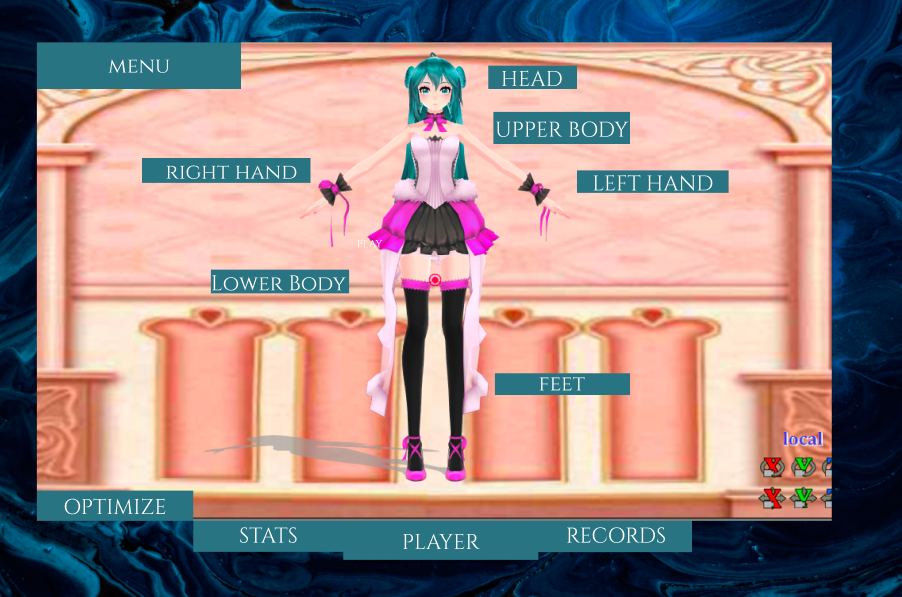 MENU
HEAD
UPPER BODY
RIGHT HAND
LEFT HAND
PLAY
LOWER BODY
FEET
local
X Y
X Y
OPTIMIZE
STATS
PLAYER
RECORDS